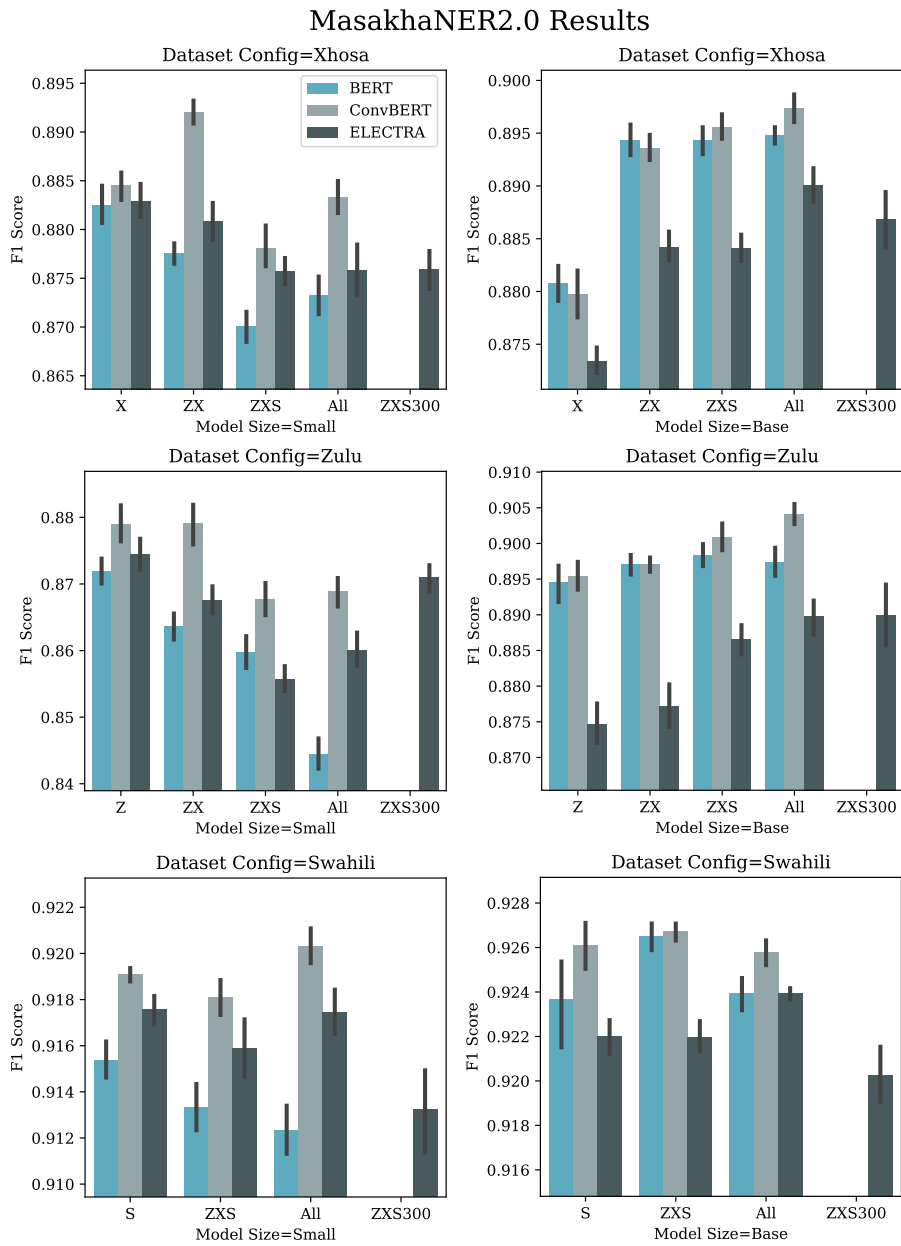 MasakhaNER2.0 Results
Dataset Config=Xhosa
0.895
0.890
0.885
0.880
0.875
0.870
0.865
F1 Score
BERT
ConvBERT
ELECTRA
X ZX ZXS All ZXS300
Model Size=Small
Dataset Config=Xhosa
0.900
0.895
0.890
0.885
0.880
0.875
F1 Score
X ZX ZXS All ZXS300
Model Size=Base
Dataset Config=Zulu
0.88
0.87
0.86
0.85
0.84
F1 Score
Z ZX ZXS All ZXS300
Model Size=Small
Dataset Config=Zulu
0.910
0.905
0.900
0.895
0.890
0.885
0.880
0.875
0.870
F1 Score
Z ZX ZXS All ZXS300
Model Size=Base
Dataset Config=Swahili
0.922
0.920
0.918
0.916
0.914
0.912
0.910
F1 Score
S ZXS All ZXS300
Model Size=Small
Dataset Config=Swahili
0.928
0.926
0.924
0.922
0.920
0.918
0.916
F1 Score
S ZXS All ZXS300
Model Size=Base